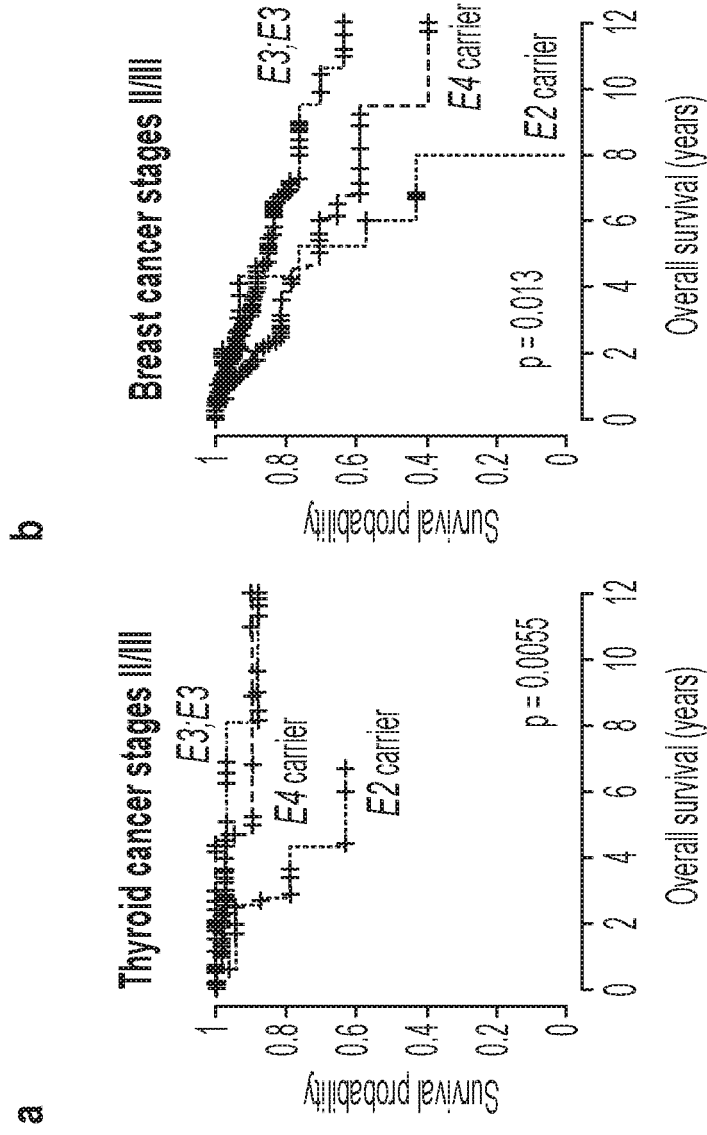 a
Thyroid cancer stages II/III
Survival probability
1
0.8
0.6
0.4
0.2
0
E3;E3
E4 carrier
E2 carrier
p = 0.0055
0 2 4 6 8 10 12
Overall survival (years)
b
Breast cancer stages II/III
Survival probability
1
0.8
0.6
0.4
0.2
0
E3;E3
E4 carrier
E2 carrier
p = 0.013
0 2 4 6 8 10 12
Overall survival (years)